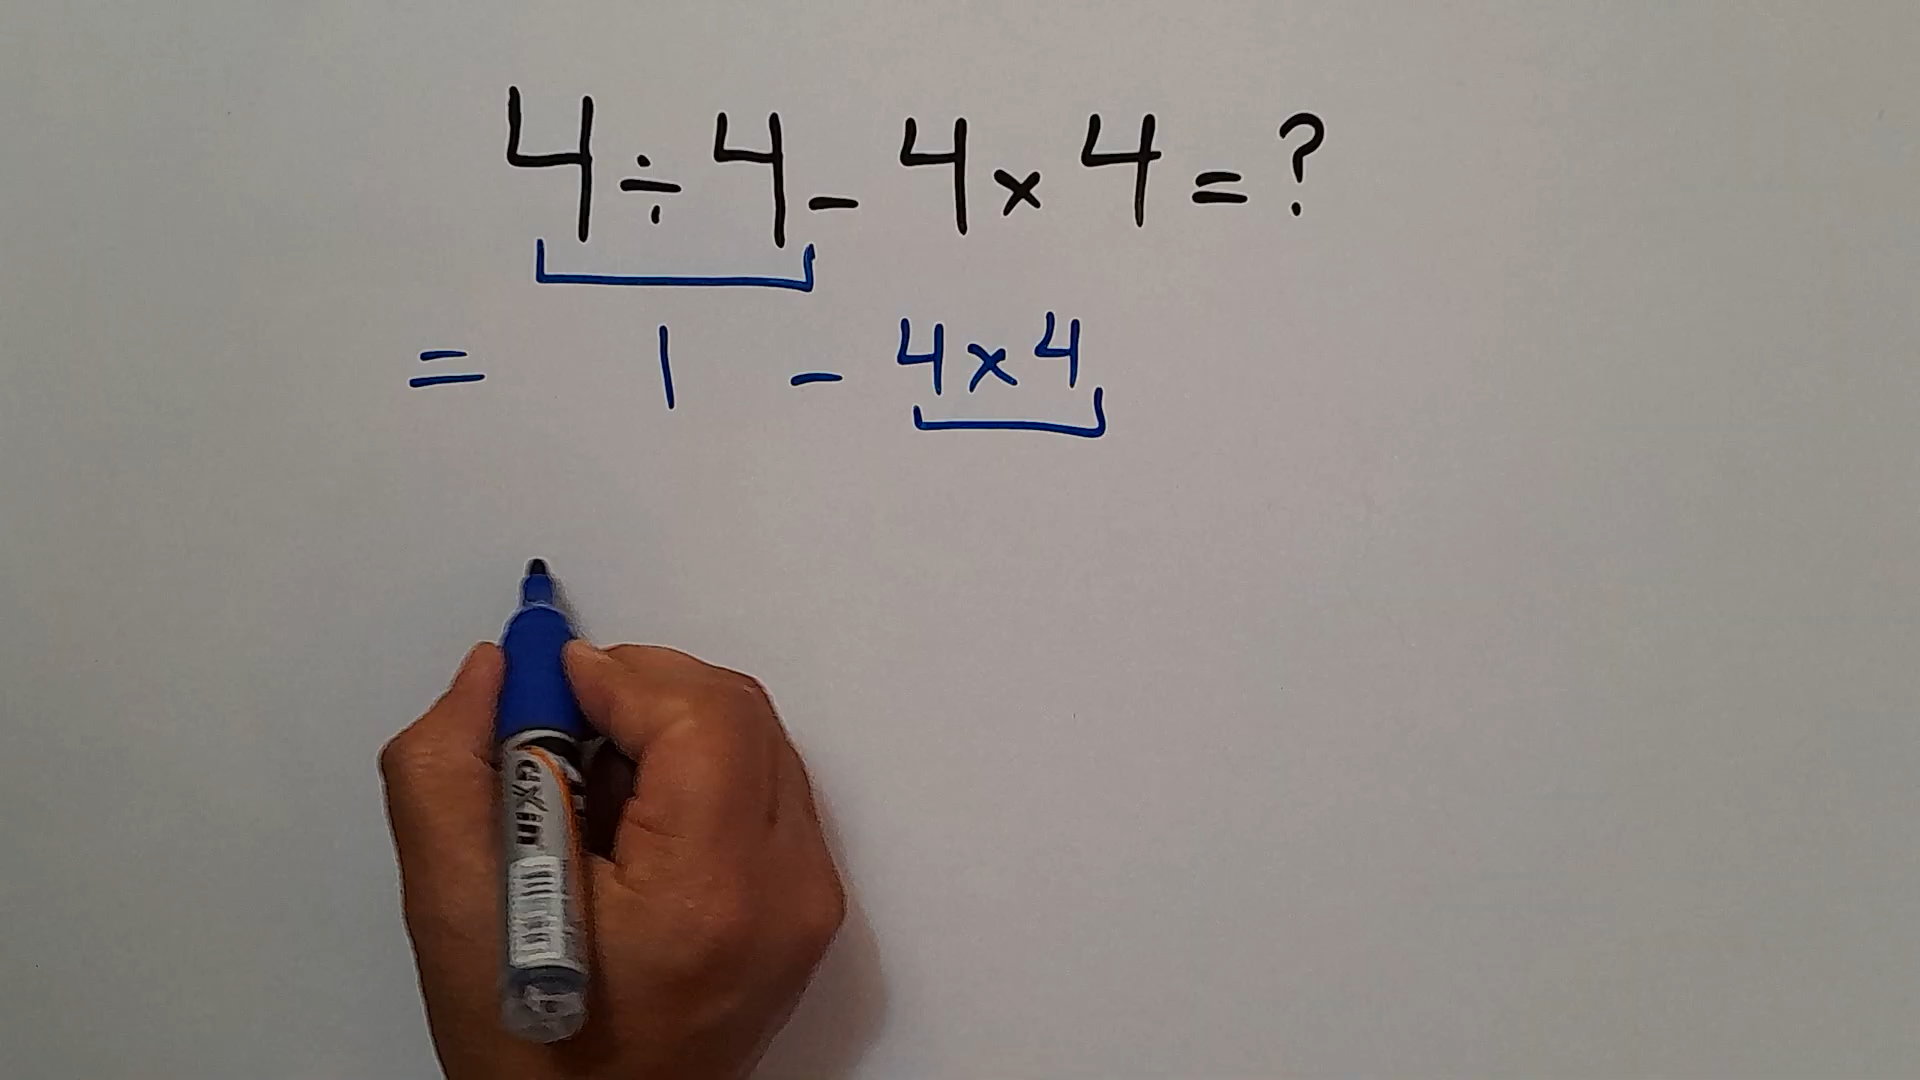 4 ÷ 4 - 4 × 4 = ?
= 1 - 4 × 4